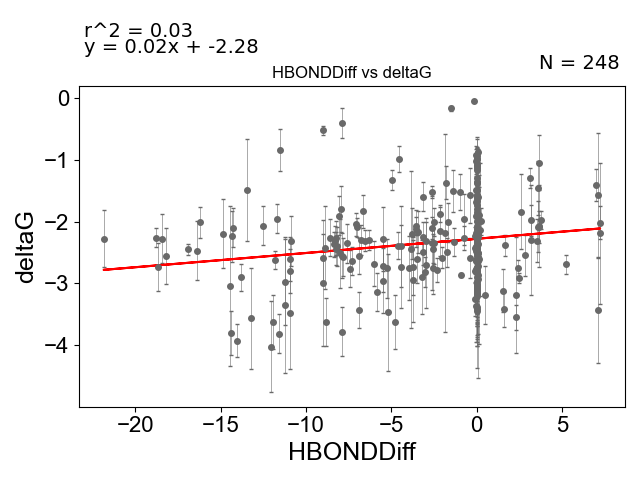 r^2 = 0.03
y = 0.02x + -2.28
N = 248
HBONDDiff vs deltaG
deltaG
0
−1
−2
−3
−4
−20
−15
−10
−5
0
5
HBONDDiff